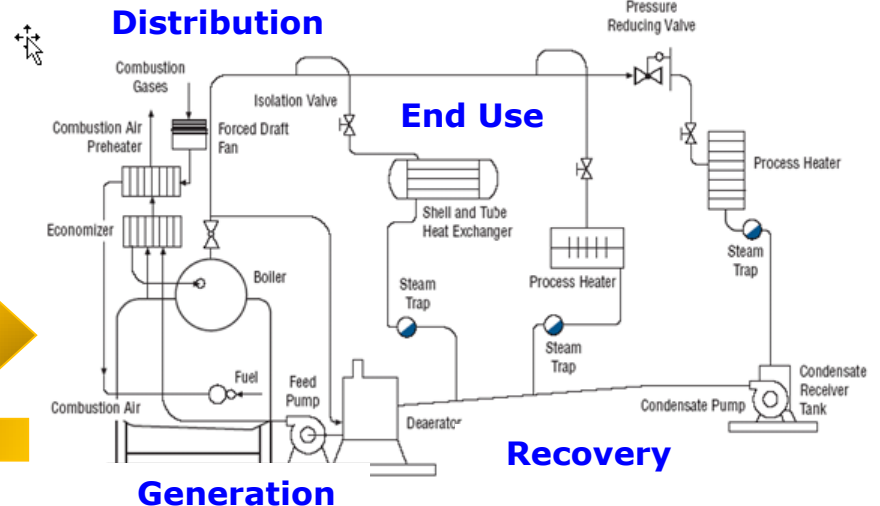 Distribution
Pressure
Reducing Valve
Combustion
Gases
Isolation Valve
End Use
Combustion Air
Preheater
Forced Draft
Fan
Process Heater
Economizer
Shell and Tube
Heat Exchanger
Steam
Trap
Boiler
Process Heater
Steam
Trap
Steam
Trap
Fuel
Feed
Pump
Combustion Air
Condensate
Receiver
Tank
Condensate Pump
Recovery
Generation